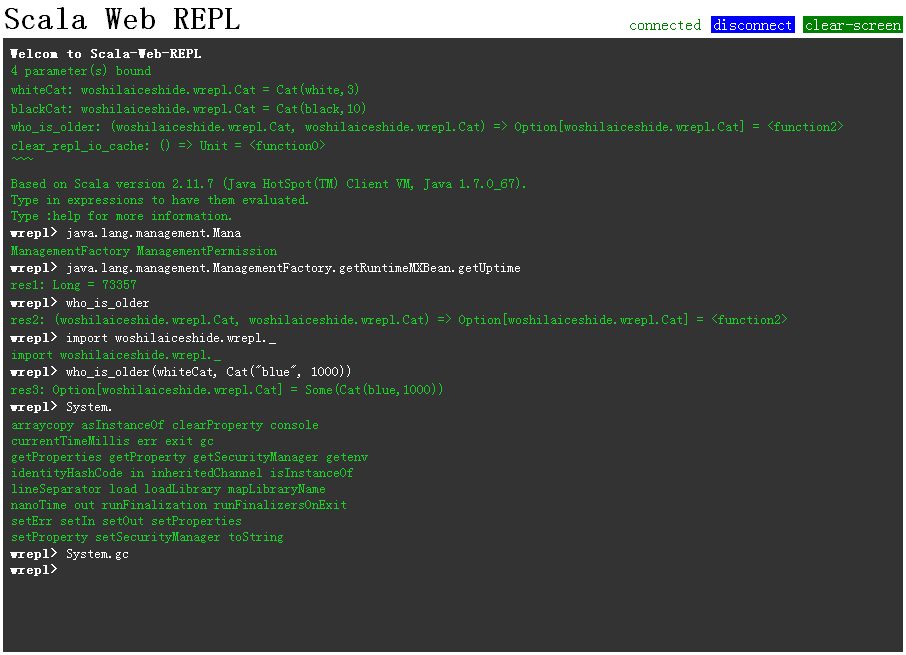 Scala Web REPL
connected disconnect clear-screen
Welcom to Scala-Web-REPL
4 parameter(s) bound
whiteCat: woshilaiceshide.wrepl.Cat = Cat(white,3)
blackCat: woshilaiceshide.wrepl.Cat = Cat(black,10)
who_is_older: (woshilaiceshide.wrepl.Cat, woshilaiceshide.wrepl.Cat) => Option[woshilaiceshide.wrepl.Cat] = <function2>
clear_repl_io_cache: () => Unit = <function0>
~~~
Based on Scala version 2.11.7 (Java HotSpot(TM) Client VM, Java 1.7.0_67).
Type in expressions to have them evaluated.
Type :help for more information.
wrepl> java.lang.management.Mana
ManagementFactory ManagementPermission
wrepl> java.lang.management.ManagementFactory.getRuntimeMXBean.getUptime
res1: Long = 73357
wrepl> who_is_older
res2: (woshilaiceshide.wrepl.Cat, woshilaiceshide.wrepl.Cat) => Option[woshilaiceshide.wrepl.Cat] = <function2>
wrepl> import woshilaiceshide.wrepl._
import woshilaiceshide.wrepl._
wrepl> who_is_older(whiteCat, Cat("blue", 1000))
res3: Option[woshilaiceshide.wrepl.Cat] = Some(Cat(blue,1000))
wrepl> System.
arraycopy asInstanceOf clearProperty console
currentTimeMillis err exit gc
getProperties getProperty getSecurityManager getenv
identityHashCode in inheritedChannel isInstanceOf
lineSeparator load loadLibrary mapLibraryName
nanoTime out runFinalization runFinalizersOnExit
setErr setIn setOut setProperties
setProperty setSecurityManager toString
wrepl> System.gc
wrepl>